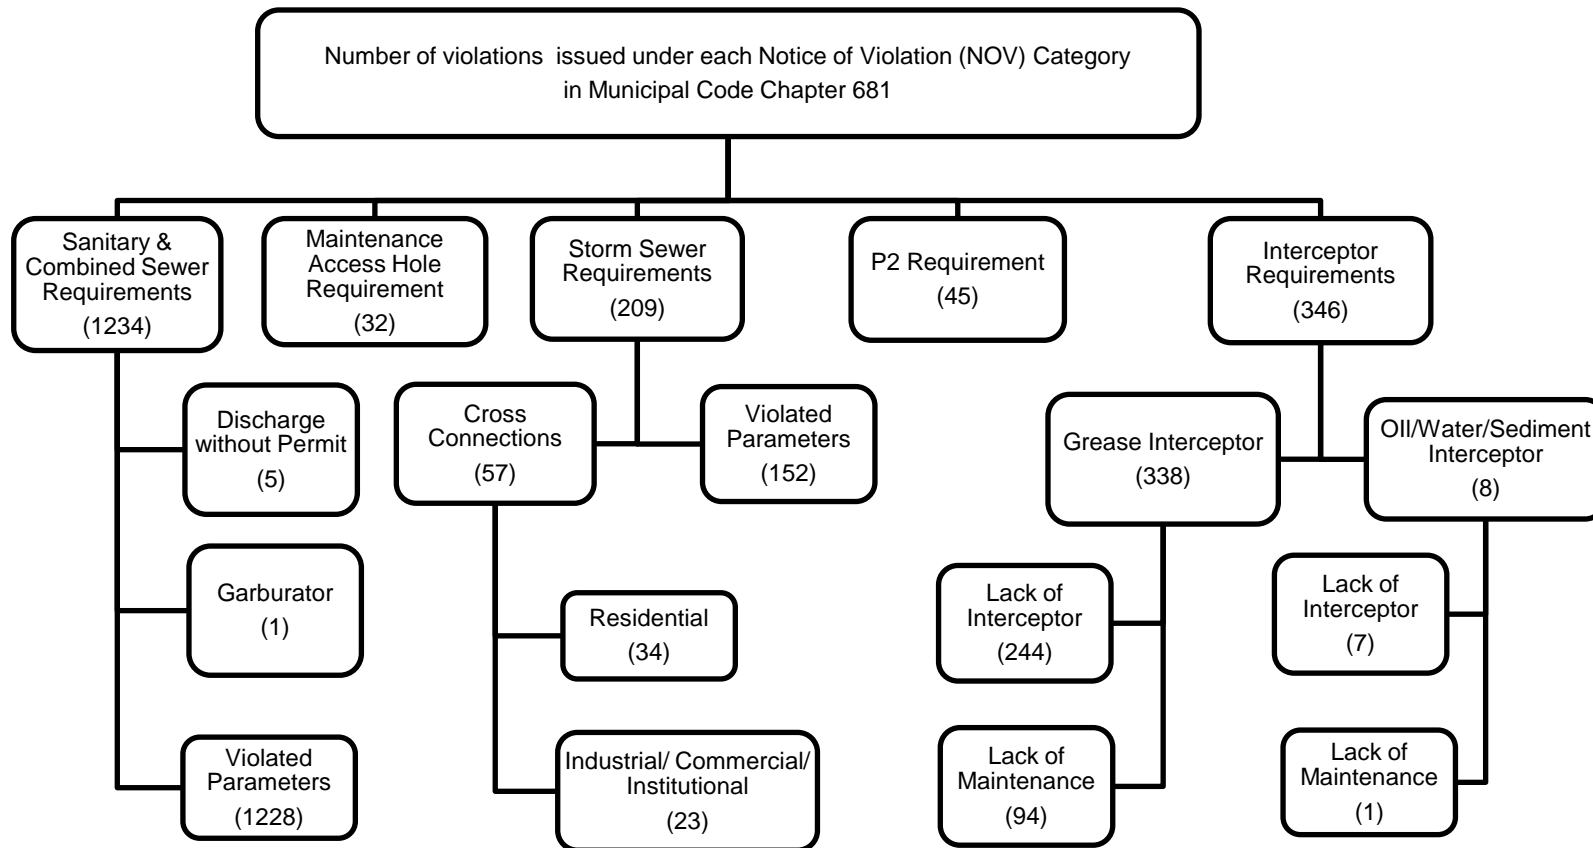 Number of violations issued under each Notice of Violation (NOV) Category
in Municipal Code Chapter 681
Sanitary &
Combined Sewer
Requirements
(1234)
Maintenance
Access Hole
Requirement
(32)
Storm Sewer
Requirements
(209)
P2 Requirement
(45)
Interceptor
Requirements
(346)
Discharge
without Permit
(5)
Garburator
(1)
Violated
Parameters
(1228)
Cross
Connections
(57)
Violated
Parameters
(152)
Residential
(34)
Industrial/ Commercial/
Institutional
(23)
Grease Interceptor
(338)
OIl/Water/Sediment
Interceptor
(8)
Lack of
Interceptor
(244)
Lack of
Maintenance
(94)
Lack of
Interceptor
(7)
Lack of
Maintenance
(1)